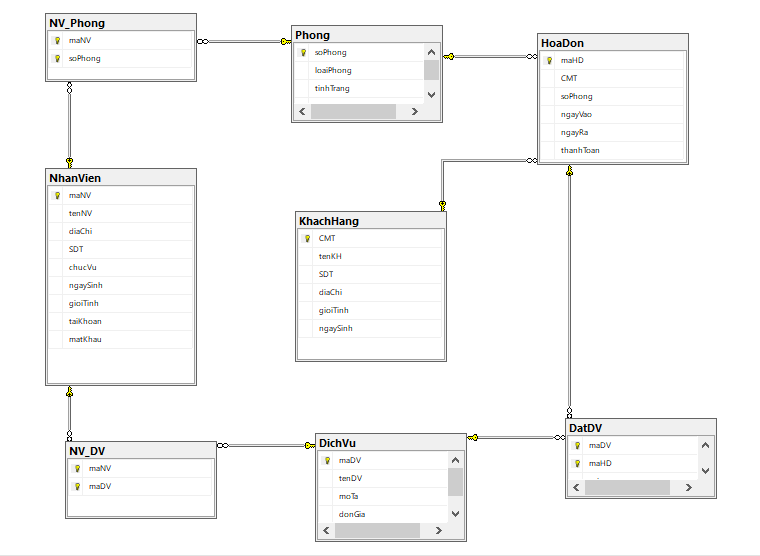 NV_Phong
maNV
soPhong
Phong
soPhong
loaiPhong
tinhTrang
HoaDon
maHD
CMT
soPhong
ngayVao
ngayRa
thanhToan
NhanVien
maNV
tenNV
diaChi
SDT
chucVu
ngaySinh
gioiTinh
taiKhoan
matKhau
KhachHang
CMT
tenKH
SDT
diaChi
gioiTinh
ngaySinh
NV_DV
maNV
maDV
DichVu
maDV
tenDV
moTa
donGia
DatDV
maDV
maHD